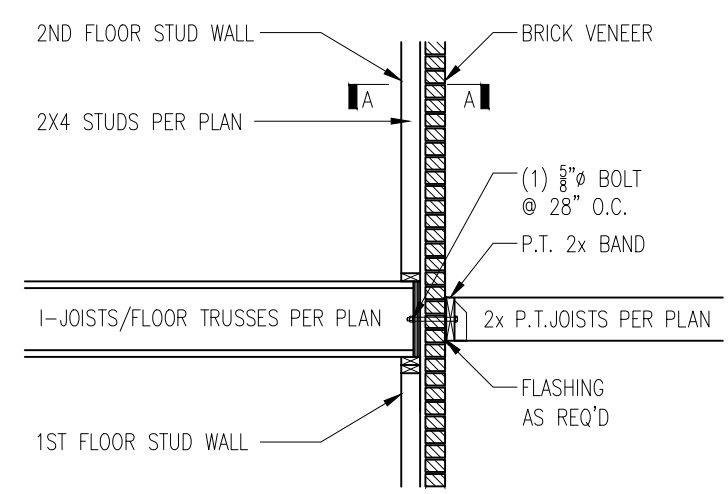 2ND FLOOR STUD WALL
BRICK VENEER
A
A
2X4 STUDS PER PLAN
(1) 5/8"ø BOLT
@ 28" O.C.
P.T. 2x BAND
I-JOISTS/FLOOR TRUSSES PER PLAN
2x P.T.JOISTS PER PLAN
FLASHING
AS REQ'D
1ST FLOOR STUD WALL